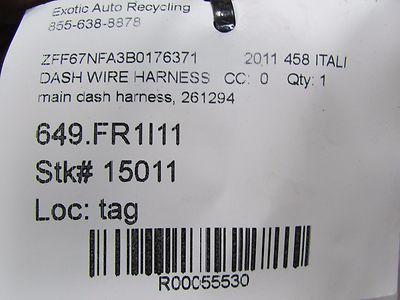 Exotic Auto Recycling
855-638-8878
ZFF67NFA3B0176371 2011 458 ITALI
DASH WIRE HARNESS CC: 0 Qty: 1
main dash harness, 261294
649.FR1I11
Stk# 15011
Loc: tag
R00055530